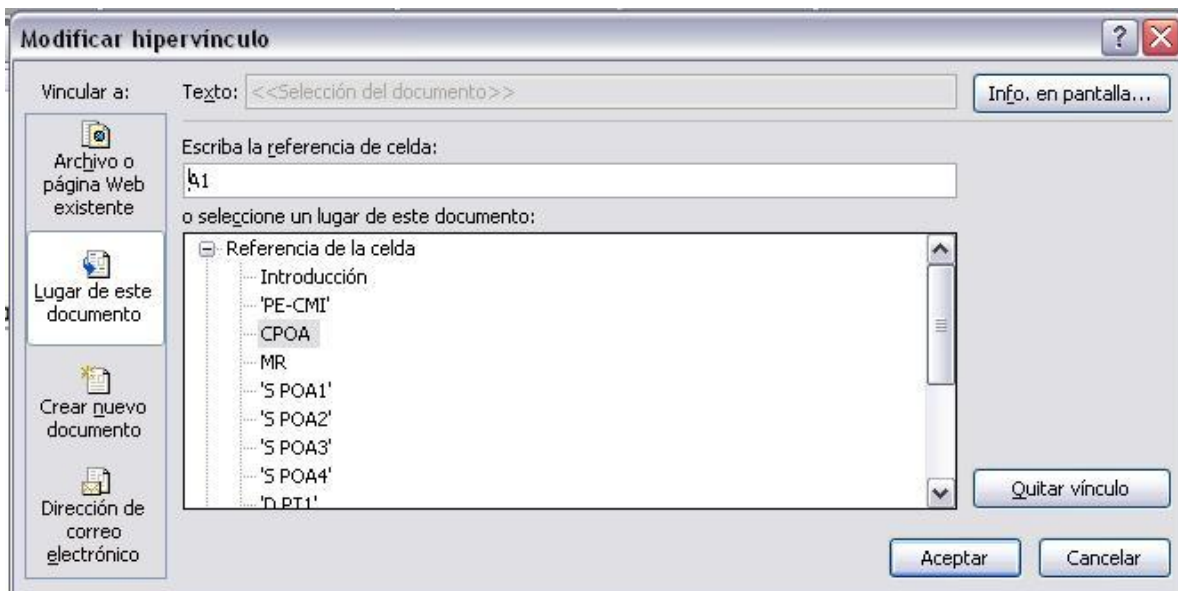 Modificar hipervínculo
Vincular a:
Texto: <<Selección del documento>>
Info. en pantalla...
Archivo o
página Web
existente
Lugar de este
documento
Crear nuevo
documento
Dirección de
correo
electrónico
Escriba la referencia de celda:
A1
o seleccione un lugar de este documento:
Referencia de la celda
Introducción
'PE-CMI'
CPOA
MR
'S POA1'
'S POA2'
'S POA3'
'S POA4'
'D PT1'
Quitar vínculo
Aceptar
Cancelar